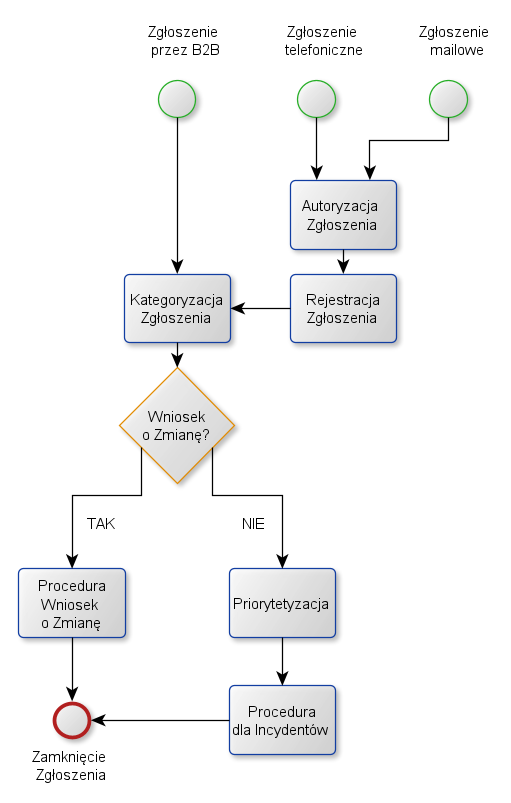 Zgłoszenie
przez B2B
Zgłoszenie
telefoniczne
Zgłoszenie
mailowe
Autoryzacja
Zgłoszenia
Kategoryzacja
Zgłoszenia
Rejestracja
Zgłoszenia
Wniosek
o Zmianę?
TAK
NIE
Procedura
Wniosek
o Zmianę
Priorytetyzacja
Procedura
dla Incydentów
Zamknięcie
Zgłoszenia